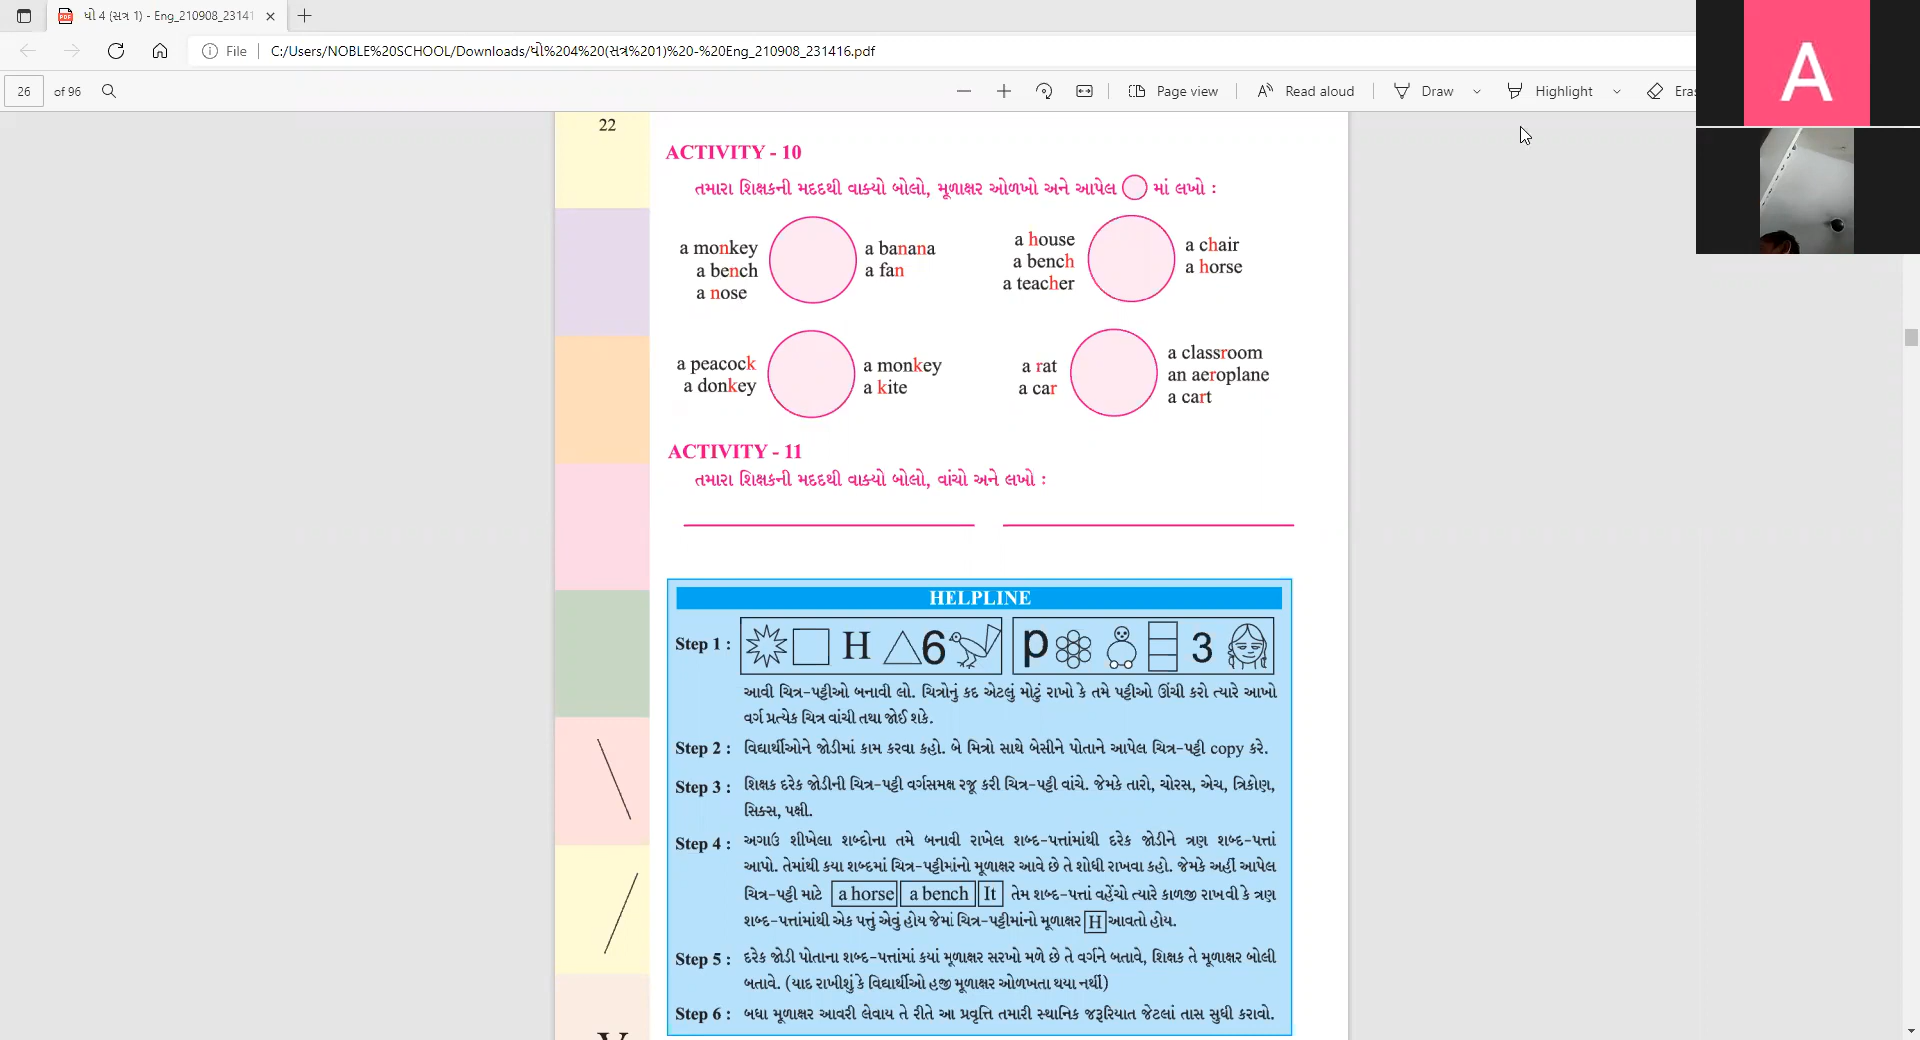 ધો 4 (સત્ર 1) - Eng_210908_23141
File
C:/Users/NOBLE%20SCHOOL/Downloads/ધો%204%20(સત્ર%201)%20-%20Eng_210908_231416.pdf
26 of 96
Page view
Read aloud
Draw
Highlight
A
22
ACTIVITY - 10
તમારા શિક્ષકની મદદથી વાક્યો બોલો, મૂળાક્ષર ઓળખો અને આપેલ માં લખો :
a monkey
a bench
a nose
a banana
a fan
a house
a bench
a teacher
a chair
a horse
a peacock
a donkey
a monkey
a kite
a rat
a car
a classroom
an aeroplane
a cart
ACTIVITY - 11
તમારા શિક્ષકની મદદથી વાક્યો બોલો, વાંચો અને લખો :
HELPLINE
Step 1 : H 6 p 3
આવી ચિત્ર-પટ્ટીઓ બનાવી લો. ચિત્રોનું કદ એટલું મોટું રાખો કે તમે પટ્ટીઓ ઊંચી કરો ત્યારે આખો
વર્ગ પ્રત્યેક ચિત્ર વાંચી તથા જોઈ શકે.
Step 2 : વિદ્યાર્થીઓને જોડીમાં કામ કરવા કહો. બે મિત્રો સાથે બેસીને પોતાને આપેલ ચિત્ર-પટ્ટી copy કરે.
Step 3 : શિક્ષક દરેક જોડીની ચિત્ર-પટ્ટી વર્ગસમક્ષ રજૂ કરી ચિત્ર-પટ્ટી વાંચે. જેમકે તારો, ચોરસ, એચ, ત્રિકોણ,
સિક્સ, પક્ષી.
Step 4 : અગાઉ શીખેલા શબ્દોના તમે બનાવી રાખેલ શબ્દ-પત્તાંમાંથી દરેક જોડીને ત્રણ શબ્દ-પત્તાં
આપો. તેમાંથી કયા શબ્દમાં ચિત્ર-પટ્ટીમાંનો મૂળાક્ષર આવે છે તે શોધી રાખવા કહો. જેમકે અહીં આપેલ
ચિત્ર-પટ્ટી માટે a horse a bench It તેમ શબ્દ-પત્તાં વહેંચો ત્યારે કાળજી રાખવી કે ત્રણ
શબ્દ-પત્તાંમાંથી એક પત્તું એવું હોય જેમાં ચિત્ર-પટ્ટીમાંનો મૂળાક્ષર H આવતો હોય.
Step 5 : દરેક જોડી પોતાના શબ્દ-પત્તાંમાં કયાં મૂળાક્ષર સરખો મળે છે તે વર્ગને બતાવે, શિક્ષક તે મૂળાક્ષર બોલી
બતાવે. (યાદ રાખીશું કે વિદ્યાર્થીઓ હજી મૂળાક્ષર ઓળખતા થયા નથી)
Step 6 : બધા મૂળાક્ષર આવરી લેવાય તે રીતે આ પ્રવૃત્તિ તમારી સ્થાનિક જરૂરિયાત જેટલાં તાસ સુધી કરાવો.